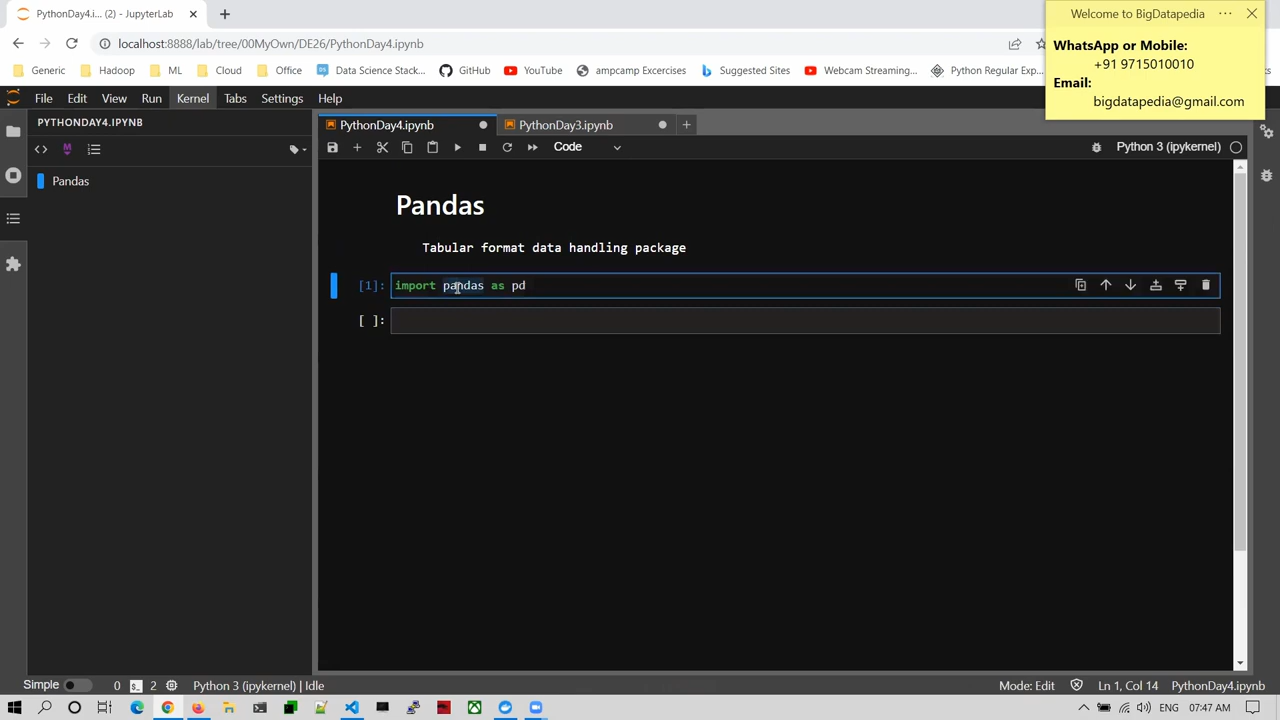 PythonDay4.i... (2) - JupyterLab
Welcome to BigDatapedia
localhost:8888/lab/tree/00MyOwn/DE26/PythonDay4.ipynb
WhatsApp or Mobile:
+91 9715010010
Email:
bigdatapedia@gmail.com
Generic Hadoop ML Cloud Office Data Science Stack... GitHub YouTube ampcamp Excercises Suggested Sites Webcam Streaming... Python Regular Exp
File Edit View Run Kernel Tabs Settings Help
PYTHONDAY4.IPYNB
PythonDay4.ipynb PythonDay3.ipynb
Code Python 3 (ipykernel)
Pandas
Pandas
Tabular format data handling package
[1]: import pandas as pd
[ ]:
Simple 0 2 Python 3 (ipykernel) | Idle Mode: Edit Ln 1, Col 14 PythonDay4.ipynb
ENG 07:47 AM